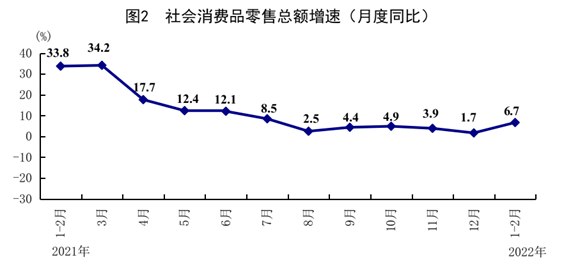 图2 社会消费品零售总额增速（月度同比）
(%)
40
30
20
10
0
-10
-20
-30
33.8
34.2
17.7
12.4
12.1
8.5
2.5
4.4
4.9
3.9
1.7
6.7
1-2月
3月
4月
5月
6月
7月
8月
9月
10月
11月
12月
1-2月
2021年
2022年